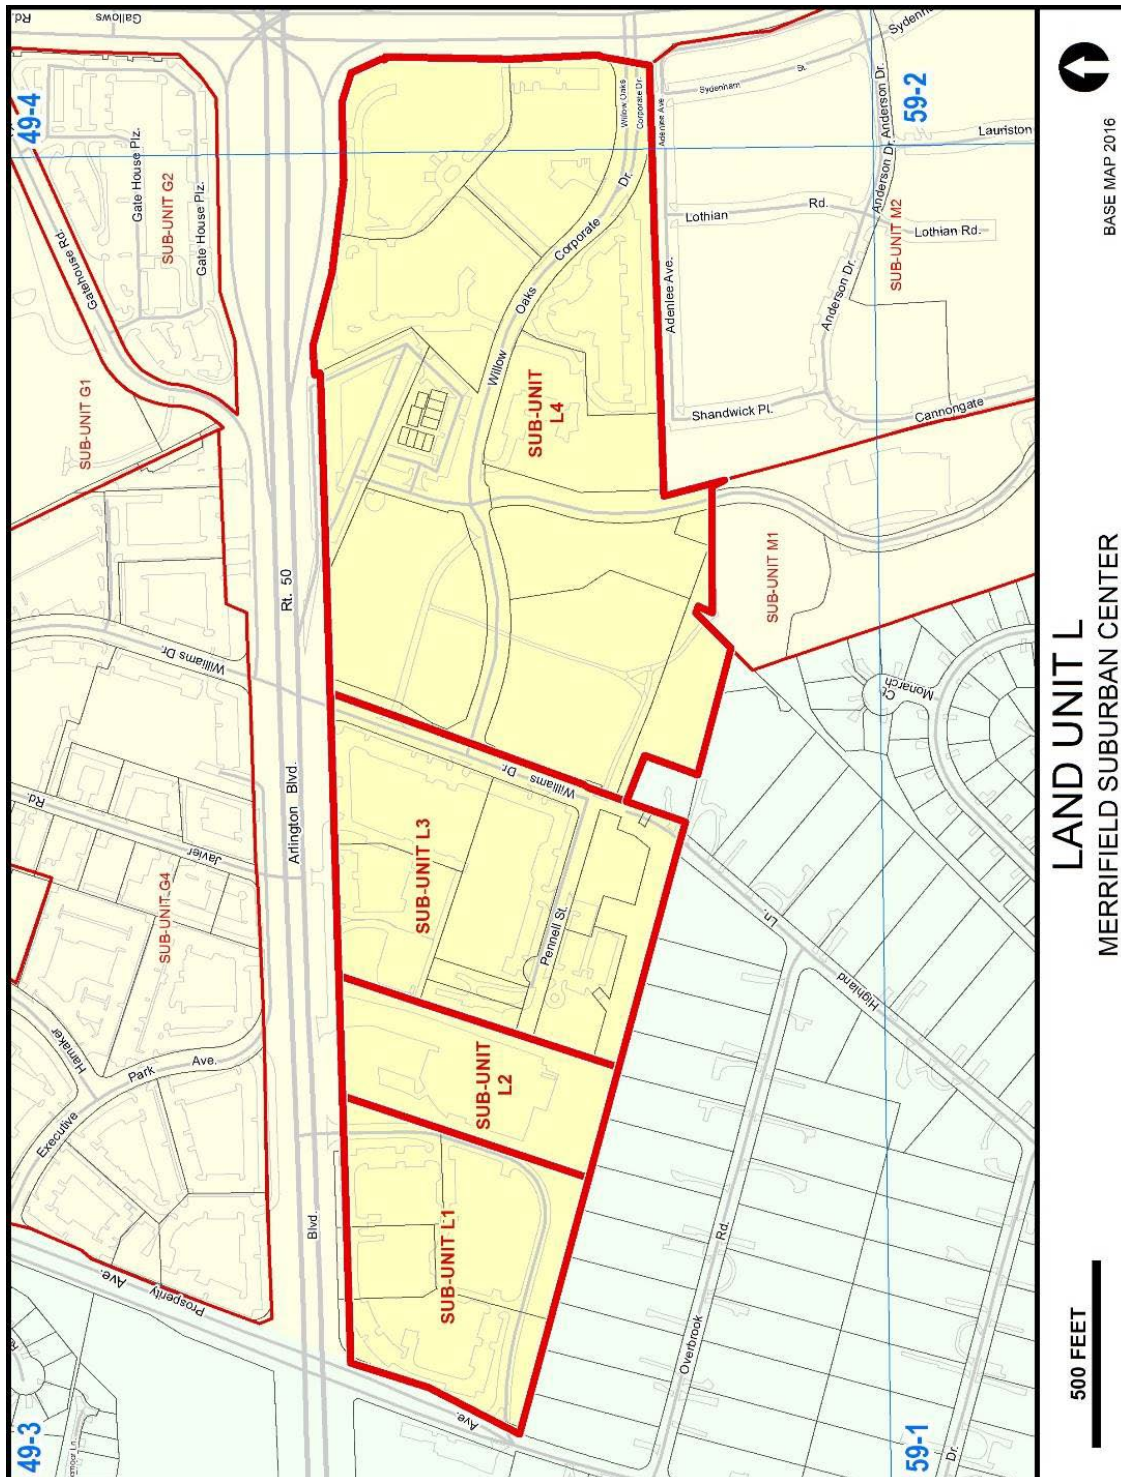 Rd.
Gallows
49-4
Gate House Plz.
SUB-UNIT G2
Gate House Plz.
Gatehouse Rd.
SUB-UNIT G1
Willow Oaks
Corporate Dr.
Adenlee Ave
Sydenham
St.
59-2
Anderson Dr.
Anderson Dr.
Lauriston
Lothian
Rd.
Lothian Rd.
SUB-UNIT M2
Anderson Dr.
Adenlee Ave.
Shandwick Pl.
Cannongate
Dr.
Corporate
Oaks
Willow
SUB-UNIT
L4
Rt. 50
SUB-UNIT M1
Williams Dr.
Monarch
Ct.
Arlington Blvd.
Williams Dr.
Rd.
Javier
SUB-UNIT G4
SUB-UNIT L3
Pennell St.
Ln.
Highland
Hamaker
Park Ave.
Executive
SUB-UNIT
L2
SUB-UNIT L1
Blvd.
Prosperity
Ave.
Ave.
Overbrook
Rd.
Dr.
49-3
59-1
LAND UNIT L
MERRIFIELD SUBURBAN CENTER
BASE MAP 2016
500 FEET